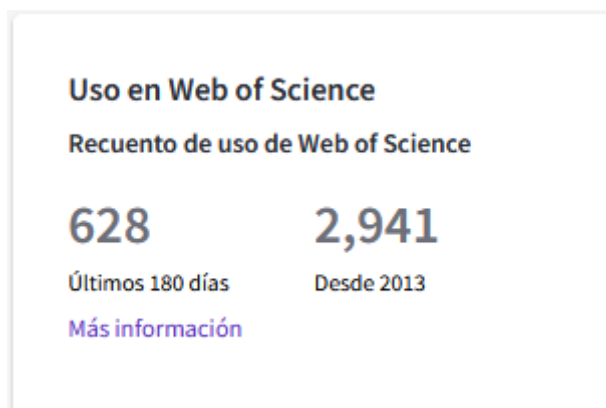 Uso en Web of Science
Recuento de uso de Web of Science
628 2,941
Últimos 180 días Desde 2013
Más información